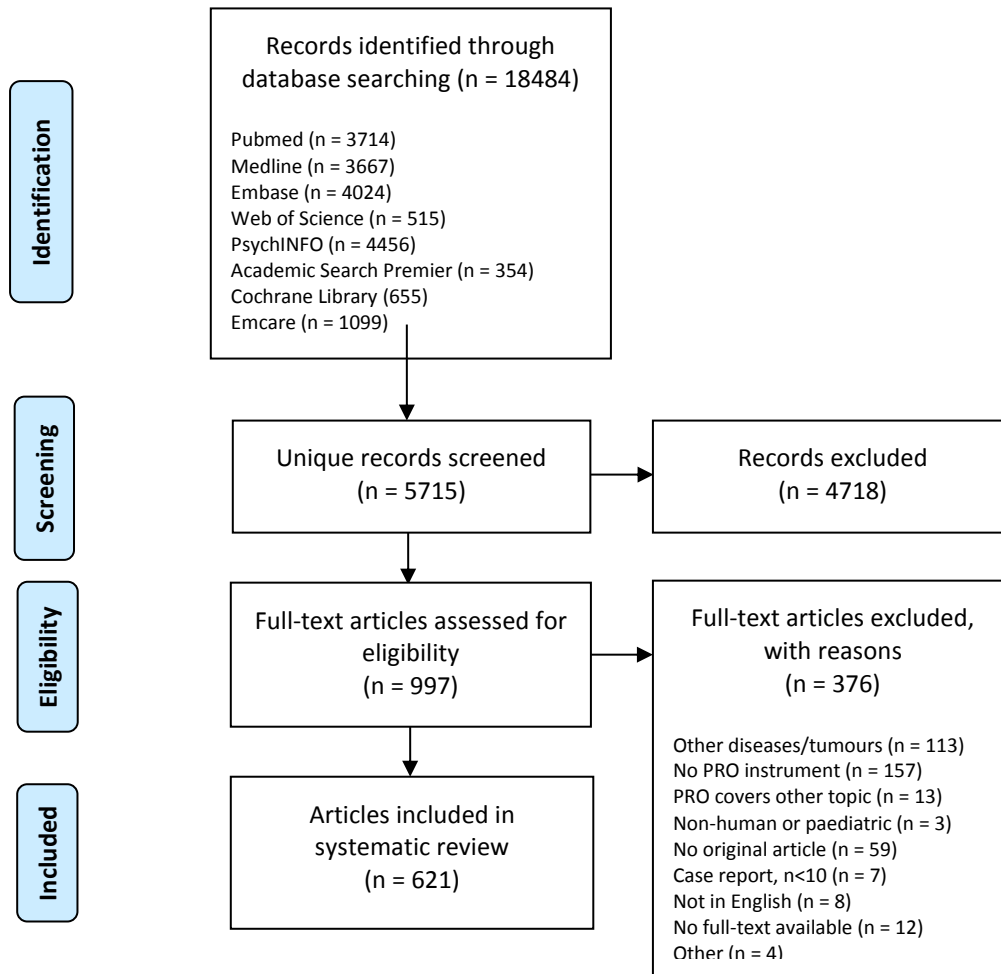 Identification
Records identified through
database searching (n = 18484)
Pubmed (n = 3714)
Medline (n = 3667)
Embase (n = 4024)
Web of Science (n = 515)
PsychINFO (n = 4456)
Academic Search Premier (n = 354)
Cochrane Library (655)
Emcare (n = 1099)
Screening
Unique records screened
(n = 5715)
Records excluded
(n = 4718)
Eligibility
Full-text articles assessed for
eligibility
(n = 997)
Full-text articles excluded,
with reasons
(n = 376)
Other diseases/tumours (n = 113)
No PRO instrument (n = 157)
PRO covers other topic (n = 13)
Non-human or paediatric (n = 3)
No original article (n = 59)
Case report, n<10 (n = 7)
Not in English (n = 8)
No full-text available (n = 12)
Other (n = 4)
Included
Articles included in
systematic review
(n = 621)